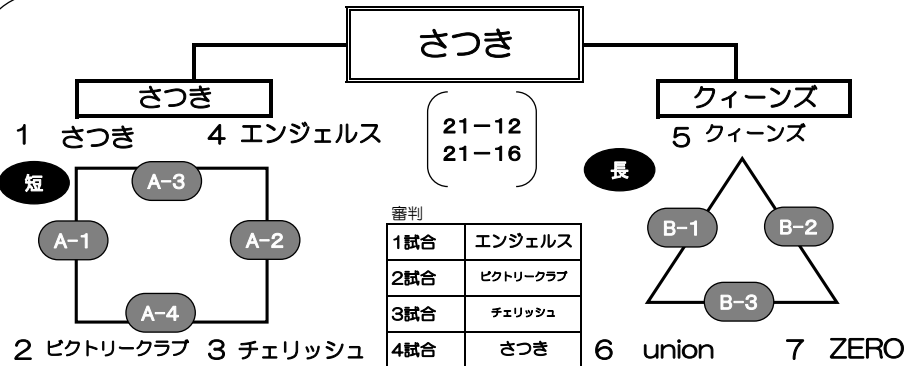 さつき
さつき
クィーンズ
1 さつき 4 エンジェルス
21-12
21-16
5 クィーンズ
短
長
A-3
A-1
A-2
A-4
審判
1試合 エンジェルス
2試合 ビクトリークラブ
3試合 チェリッシュ
4試合 さつき
B-1
B-2
B-3
2 ビクトリークラブ 3 チェリッシュ
6 union 7 ZERO